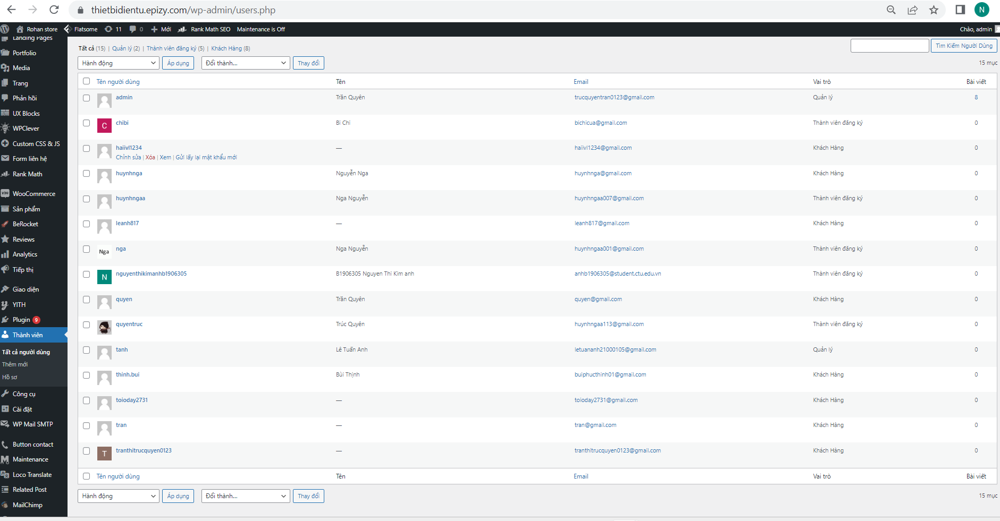 thietbidientu.epizy.com/wp-admin/users.php
N
Rohan store Flatsome 11 0 Mới Rank Math SEO Maintenance is Off Chào, admin
Landing Pages
Portfolio
Media
Trang
Phản hồi
UX Blocks
WPClever
Custom CSS & JS
Form liên hệ
Rank Math
WooCommerce
Sản phẩm
BeRocket
Reviews
Analytics
Tiếp thị
Giao diện
YITH
Plugin 9
Thành viên
Tất cả người dùng
Thêm mới
Hồ sơ
Công cụ
Cài đặt
WP Mail SMTP
Button contact
Maintenance
Loco Translate
Related Post
MailChimp
Tất cả (15) | Quản lý (2) | Thành viên đăng ký (5) | Khách Hàng (8)
Tìm Kiếm Người Dùng
Hành động Áp dụng Đổi thành... Thay đổi 15 mục
Tên người dùng Tên Email Vai trò Bài viết
admin Trần Quyên trucquyentran0123@gmail.com Quản lý 8
C chibi Bi Chi bichicua@gmail.com Thành viên đăng ký 0
haiivl1234 — haiivl1234@gmail.com Khách Hàng 0
Chỉnh sửa | Xóa | Xem | Gửi lấy lại mật khẩu mới
huynhnga Nguyễn Nga huynhnga@gmail.com Khách Hàng 0
huynhngaa Nga Nguyễn huynhngaa007@gmail.com Thành viên đăng ký 0
leanh817 — leanh817@gmail.com Khách Hàng 0
Nga nga Nga Nguyễn huynhngaa001@gmail.com Thành viên đăng ký 0
N nguyenthikimanhb1906305 B1906305 Nguyen Thi Kim anh anhb1906305@student.ctu.edu.vn Thành viên đăng ký 0
quyen Trần Quyên quyen@gmail.com Khách Hàng 0
quyentruc Trúc Quyên huynhngaa113@gmail.com Thành viên đăng ký 0
tanh Lê Tuấn Anh letuananh21000105@gmail.com Quản lý 0
thinh.bui Bùi Thịnh buiphucthinh01@gmail.com Khách Hàng 0
toioday2731 — toioday2731@gmail.com Khách Hàng 0
tran — tran@gmail.com Khách Hàng 0
T tranthitrucquyen0123 — tranthitrucquyen0123@gmail.com Khách Hàng 0
Tên người dùng Tên Email Vai trò Bài viết
Hành động Áp dụng Đổi thành... Thay đổi 15 mục